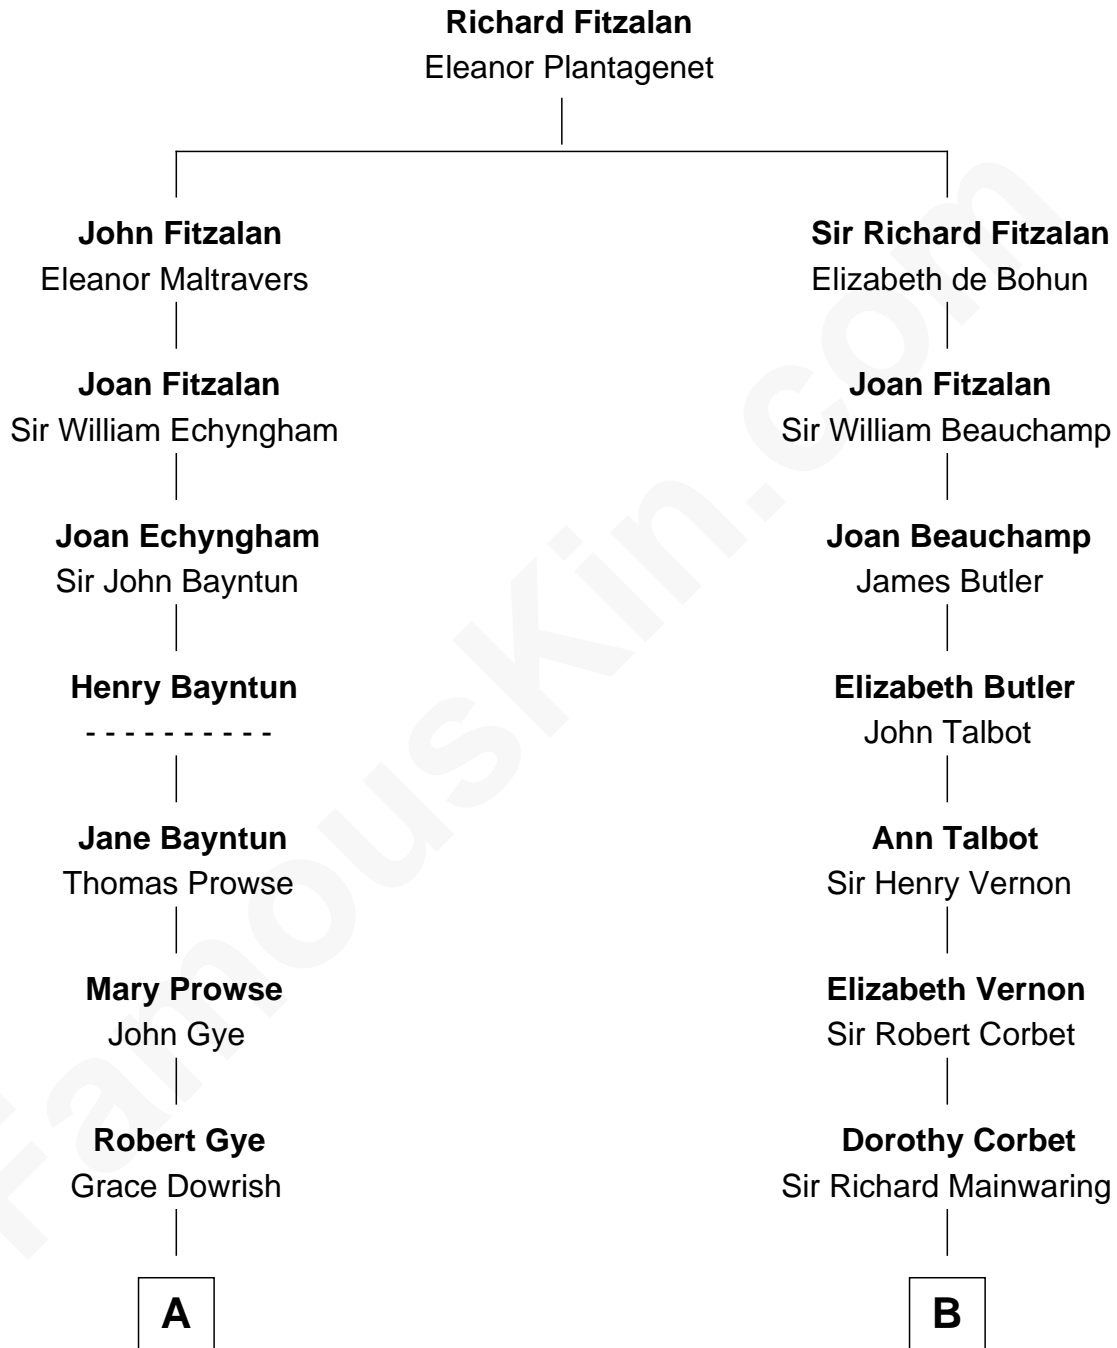 Richard Fitzalan
Eleanor Plantagenet
John Fitzalan
Eleanor Maltravers
Sir Richard Fitzalan
Elizabeth de Bohun
Joan Fitzalan
Sir William Echyngham
Joan Fitzalan
Sir William Beauchamp
Joan Echyngham
Sir John Bayntun
Joan Beauchamp
James Butler
Henry Bayntun
- - - - - - - - - -
Elizabeth Butler
John Talbot
Jane Bayntun
Thomas Prowse
Ann Talbot
Sir Henry Vernon
Mary Prowse
John Gye
Elizabeth Vernon
Sir Robert Corbet
Robert Gye
Grace Dowrish
Dorothy Corbet
Sir Richard Mainwaring
A
B
FamousKin.com